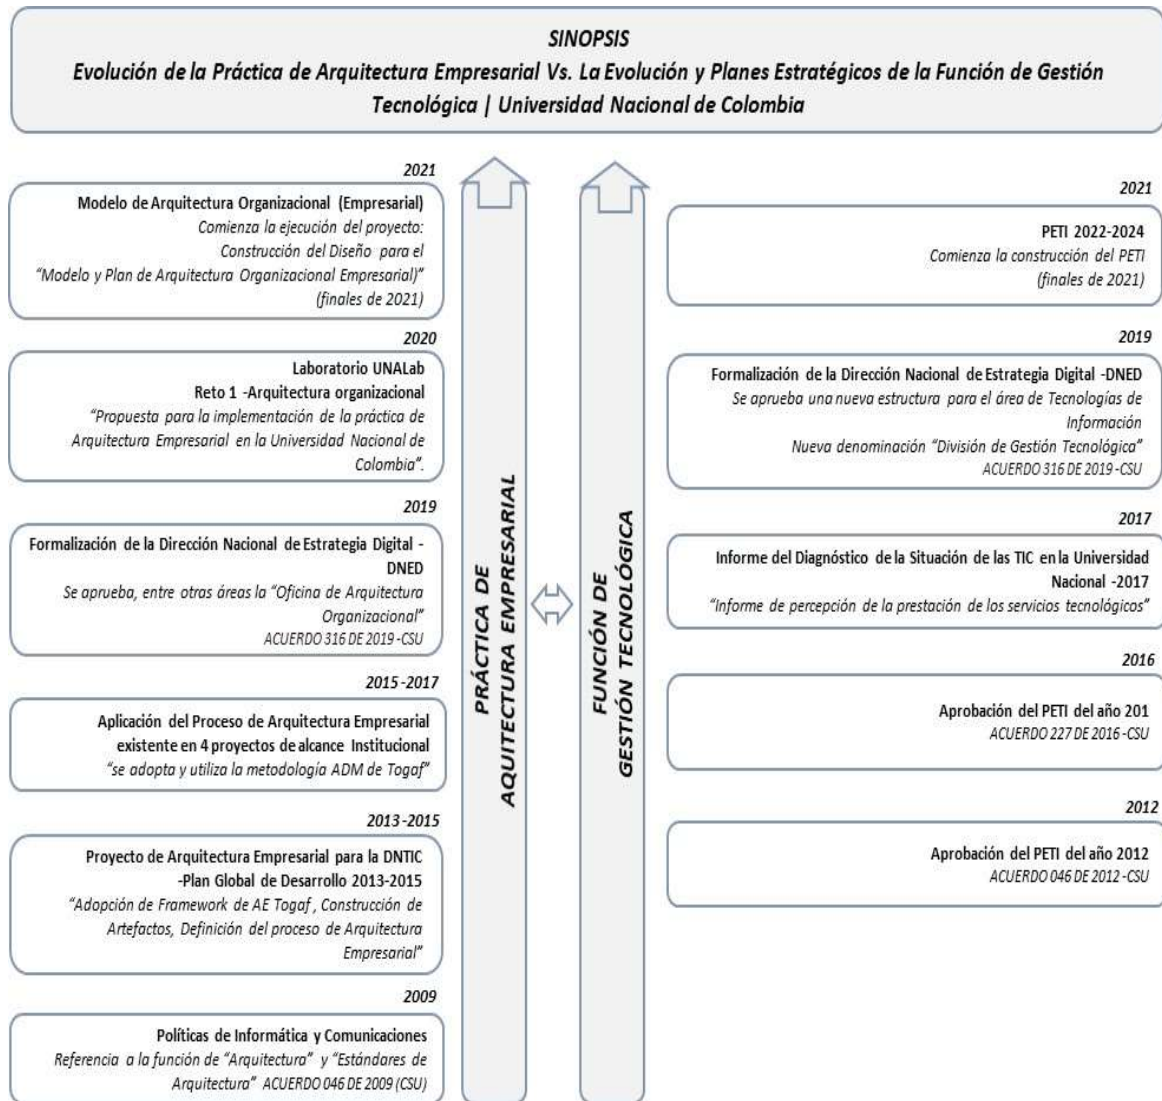 SINOPSIS
Evolución de la Práctica de Arquitectura Empresarial Vs. La Evolución y Planes Estratégicos de la Función de Gestión
Tecnológica | Universidad Nacional de Colombia
2021
Modelo de Arquitectura Organizacional (Empresarial)
Comienza la ejecución del proyecto:
Construcción del Diseño para el
“Modelo y Plan de Arquitectura Organizacional Empresarial)”
(finales de 2021)
2020
Laboratorio UNALab
Reto 1 -Arquitectura organizacional
“Propuesta para la implementación de la práctica de
Arquitectura Empresarial en la Universidad Nacional de
Colombia”.
2019
Formalización de la Dirección Nacional de Estrategia Digital -
DNED
Se aprueba, entre otras áreas la “Oficina de Arquitectura
Organizacional”
ACUERDO 316 DE 2019 -CSU
2015 -2017
Aplicación del Proceso de Arquitectura Empresarial
existente en 4 proyectos de alcance Institucional
“se adopta y utiliza la metodología ADM de Togaf”
2013 -2015
Proyecto de Arquitectura Empresarial para la DNTIC
-Plan Global de Desarrollo 2013-2015
“Adopción de Framework de AE Togaf , Construcción de
Artefactos, Definición del proceso de Arquitectura
Empresarial”
2009
Políticas de Informática y Comunicaciones
Referencia a la función de “Arquitectura” y “Estándares de
Arquitectura” ACUERDO 046 DE 2009 (CSU)
PRÁCTICA DE
AQUITECTURA EMPRESARIAL
FUNCIÓN DE
GESTIÓN TECNOLÓGICA
2021
PETI 2022-2024
Comienza la construcción del PETI
(finales de 2021)
2019
Formalización de la Dirección Nacional de Estrategia Digital -DNED
Se aprueba una nueva estructura para el área de Tecnologías de
Información
Nueva denominación “División de Gestión Tecnológica”
ACUERDO 316 DE 2019 -CSU
2017
Informe del Diagnóstico de la Situación de las TIC en la Universidad
Nacional -2017
“Informe de percepción de la prestación de los servicios tecnológicos”
2016
Aprobación del PETI del año 201
ACUERDO 227 DE 2016 -CSU
2012
Aprobación del PETI del año 2012
ACUERDO 046 DE 2012 -CSU